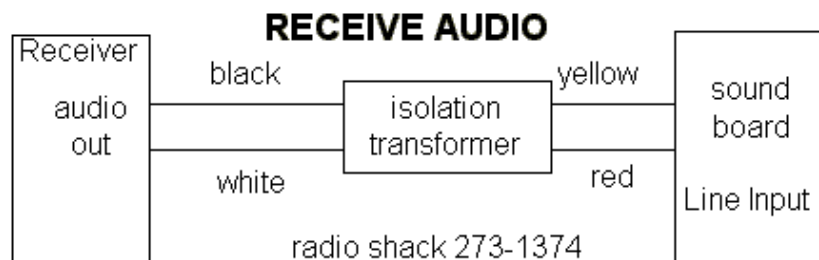 RECEIVE AUDIO
Receiver
audio
out
black
white
isolation
transformer
yellow
red
sound
board
Line Input
radio shack 273-1374